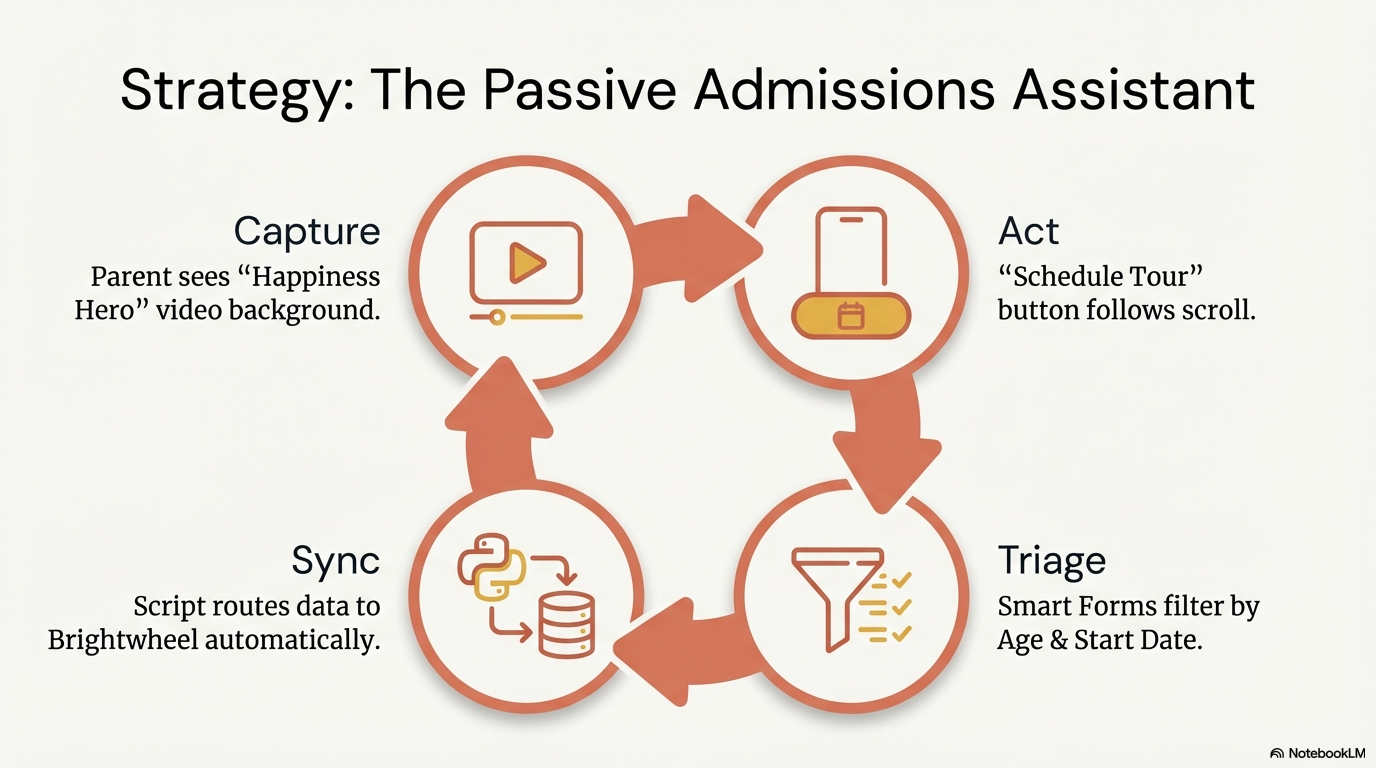 Strategy: The Passive Admissions Assistant
Capture
Parent sees “Happiness
Hero” video background.
Act
“Schedule Tour”
button follows scroll.
Sync
Script routes data to
Brightwheel automatically.
Triage
Smart Forms filter by
Age & Start Date.
NotebookLM